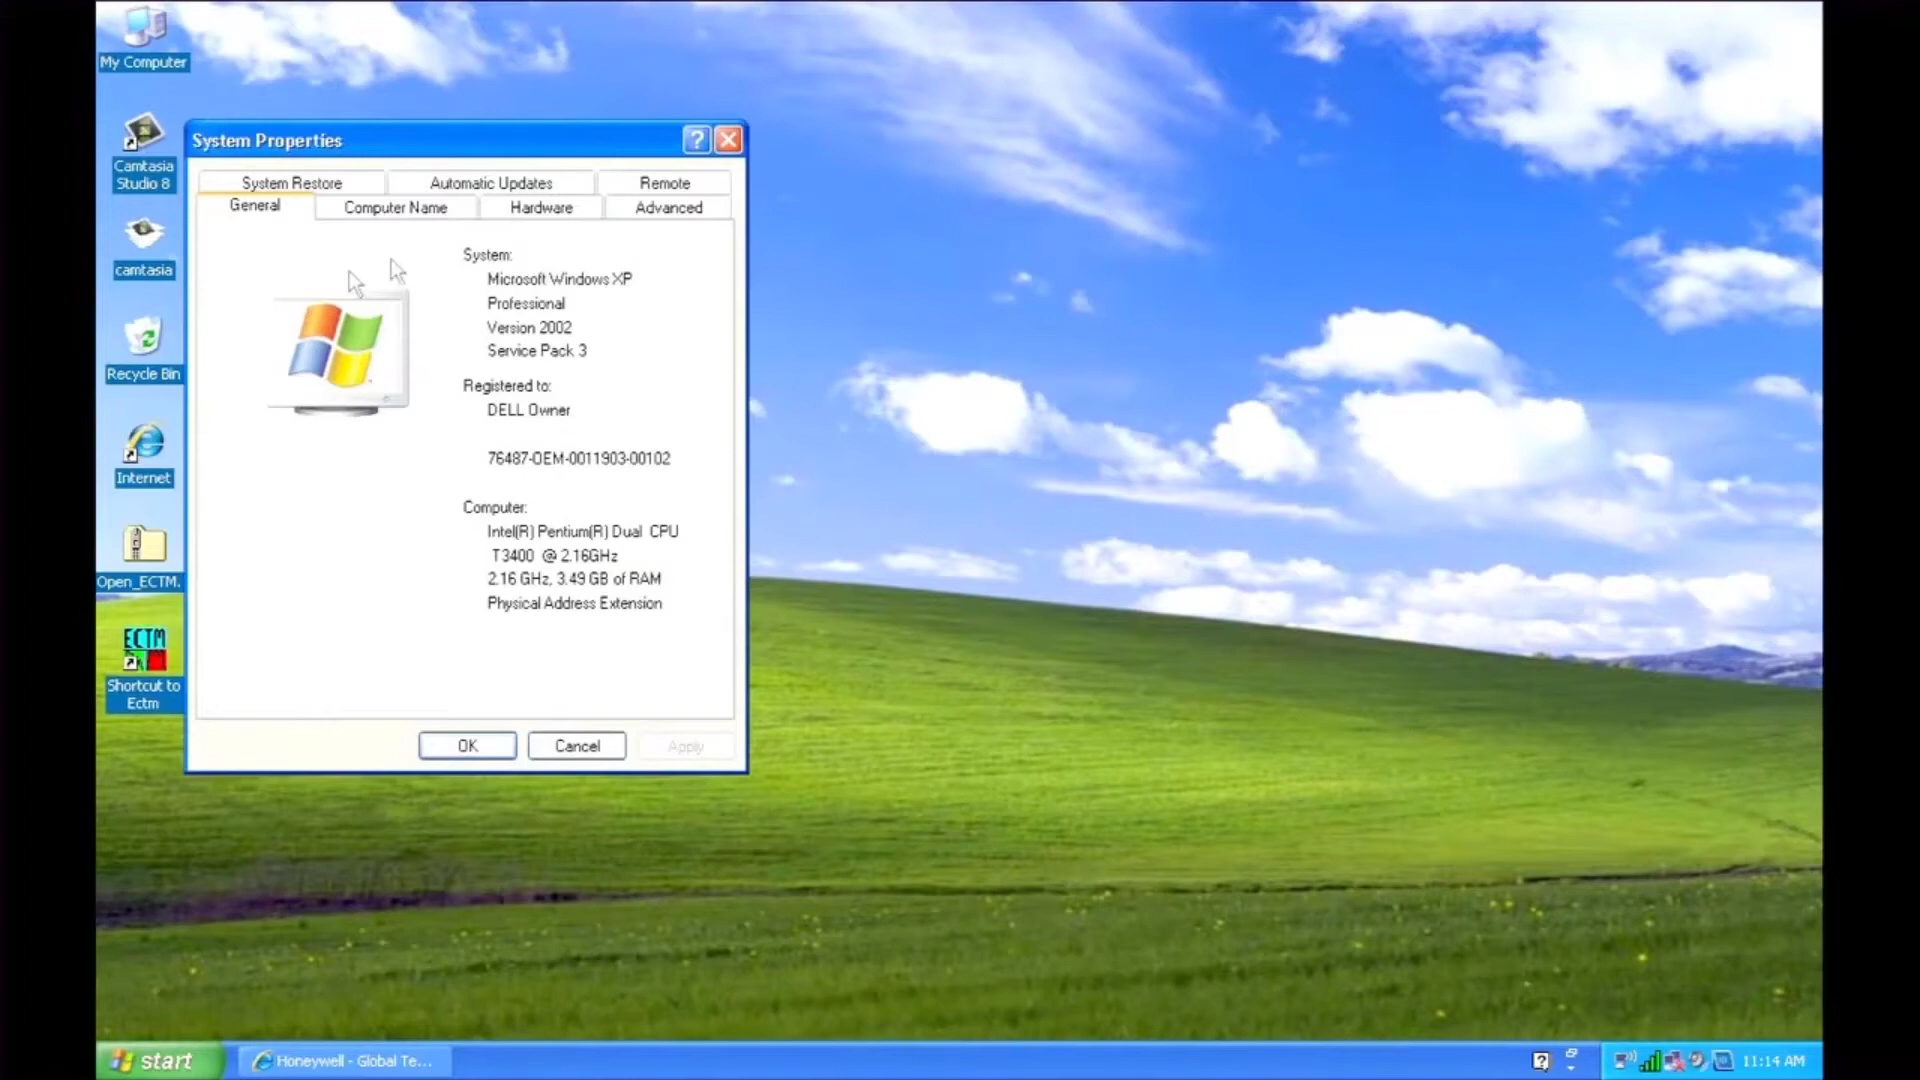 My Computer
Camtasia
Studio 8
camtasia
Recycle Bin
Internet
Open_ECTM.
ECTM
Shortcut to
Ectm
System Properties
System Restore
Automatic Updates
Remote
General
Computer Name
Hardware
Advanced
System:
Microsoft Windows XP
Professional
Version 2002
Service Pack 3
Registered to:
DELL Owner
76487-OEM-0011903-00102
Computer:
Intel(R) Pentium(R) Dual CPU
T3400 @ 2.16GHz
2.16 GHz, 3.49 GB of RAM
Physical Address Extension
OK
Cancel
Apply
start
Honeywell - Global Te...
11:14 AM